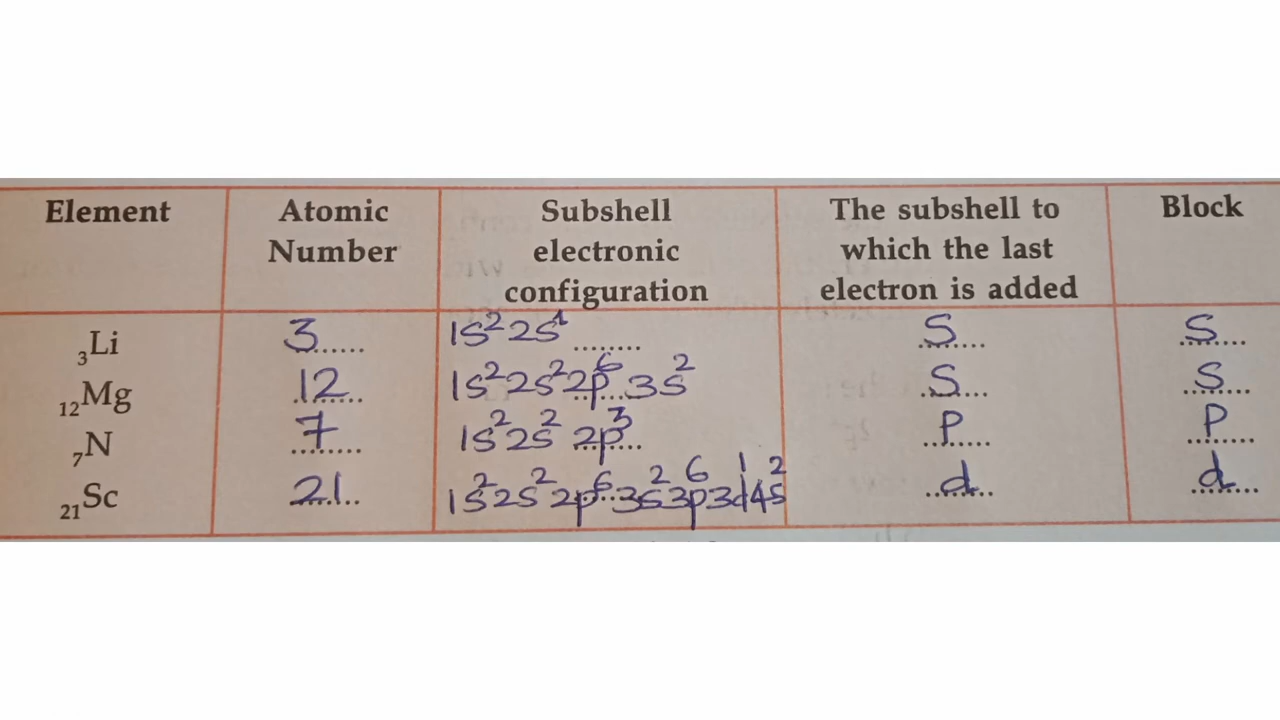 Element Atomic Number Subshell electronic configuration The subshell to which the last electron is added Block
₃Li 3 1s² 2s¹ s s
₁₂Mg 12 1s² 2s² 2p⁶ 3s² s s
₇N 7 1s² 2s² 2p³ p p
₂₁Sc 21 1s² 2s² 2p⁶ 3s² 3p⁶ 3d¹ 4s² d d